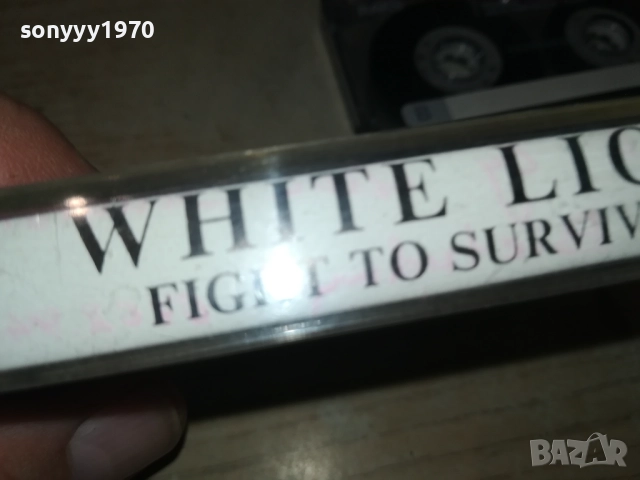 sonyyy1970
WHITE LIO
FIGHT TO SURVIV
BAZAR